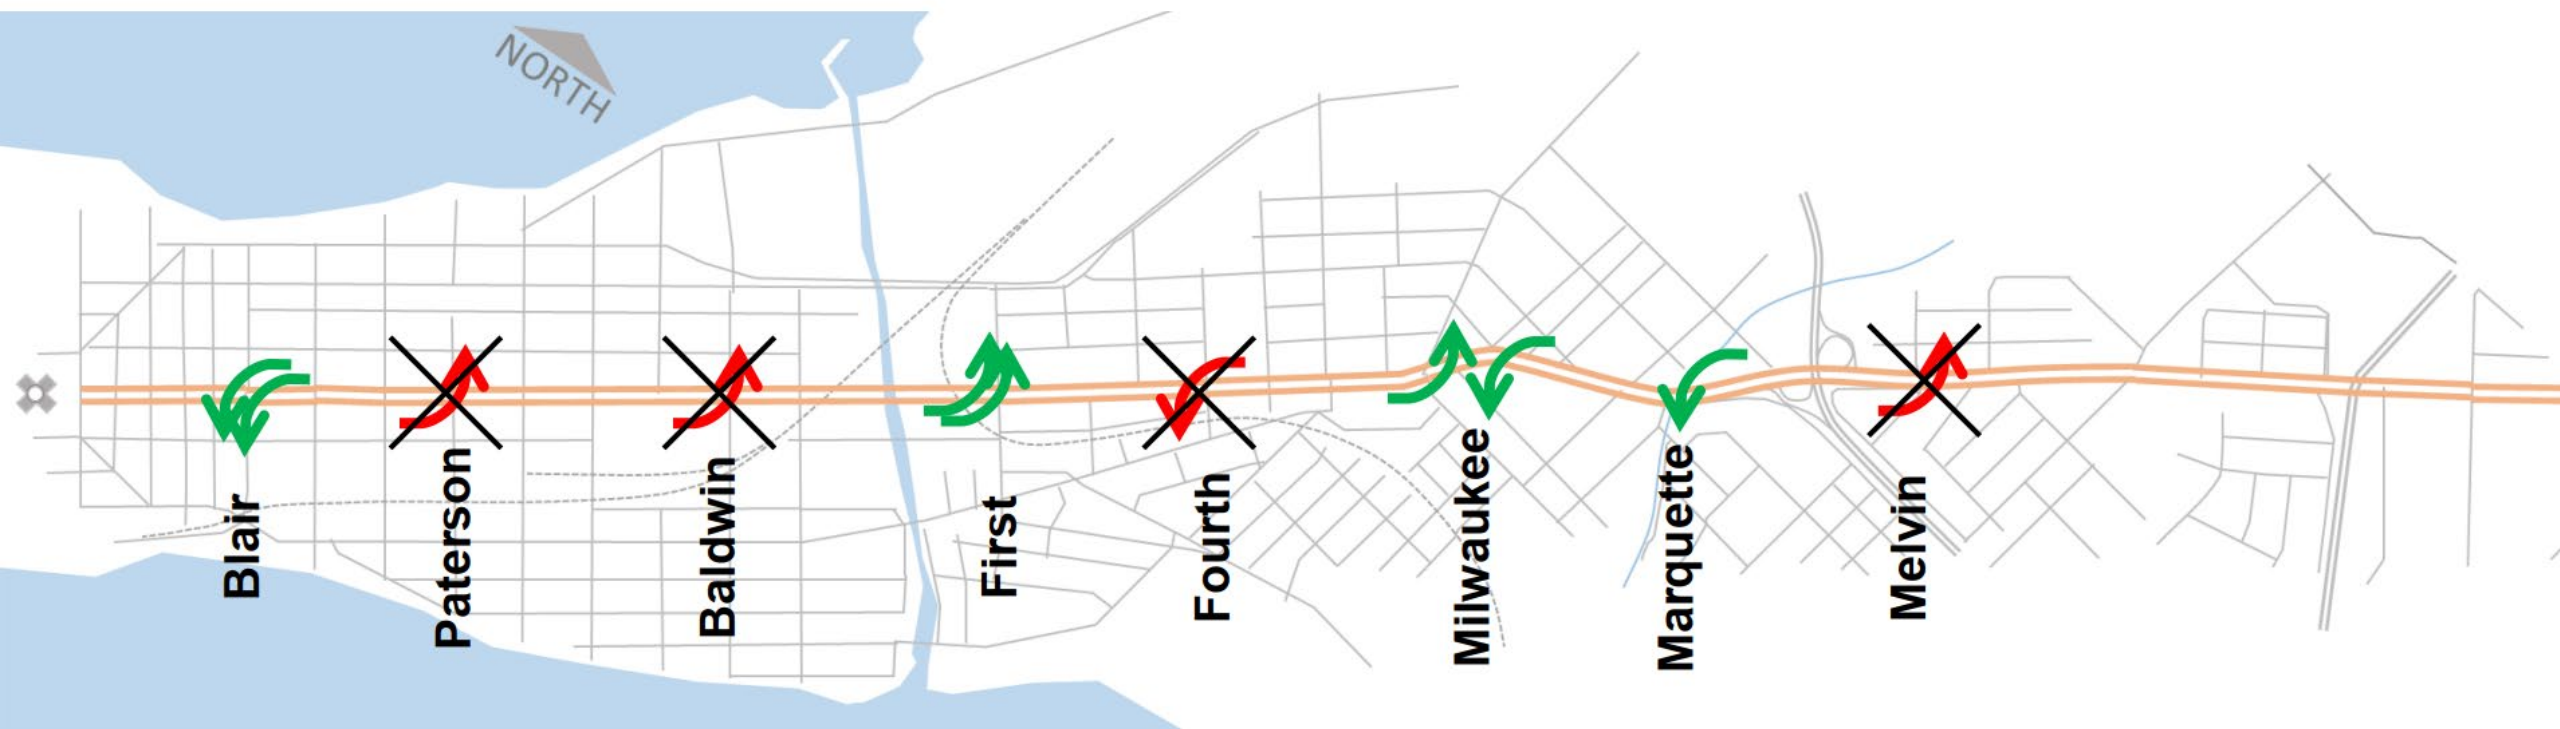 NORTH
Blair
Paterson
Baldwin
First
Fourth
Milwaukee
Marquette
Melvin